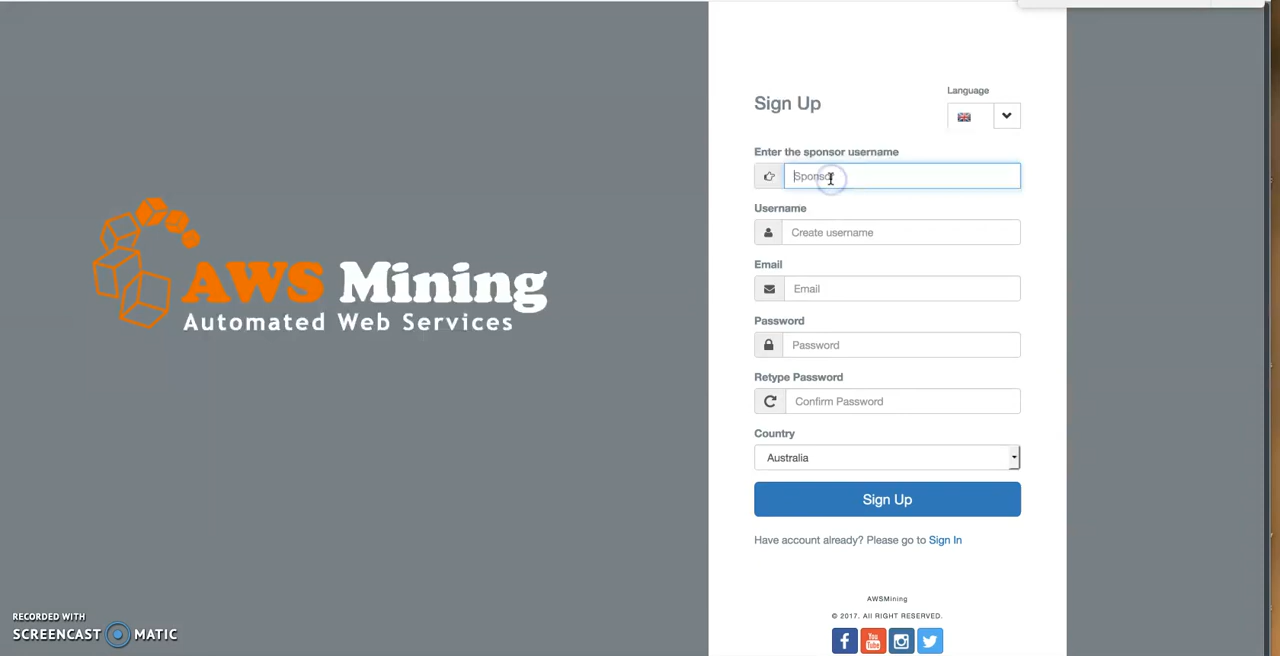 Language
Sign Up
Enter the sponsor username
Sponsor
Username
Create username
Email
Email
Password
Password
Retype Password
Confirm Password
Country
Australia
Sign Up
Have account already? Please go to Sign In
AWSMining
© 2017. All RIGHT RESERVED.
AWS Mining
Automated Web Services
RECORDED WITH
SCREENCAST MATIC